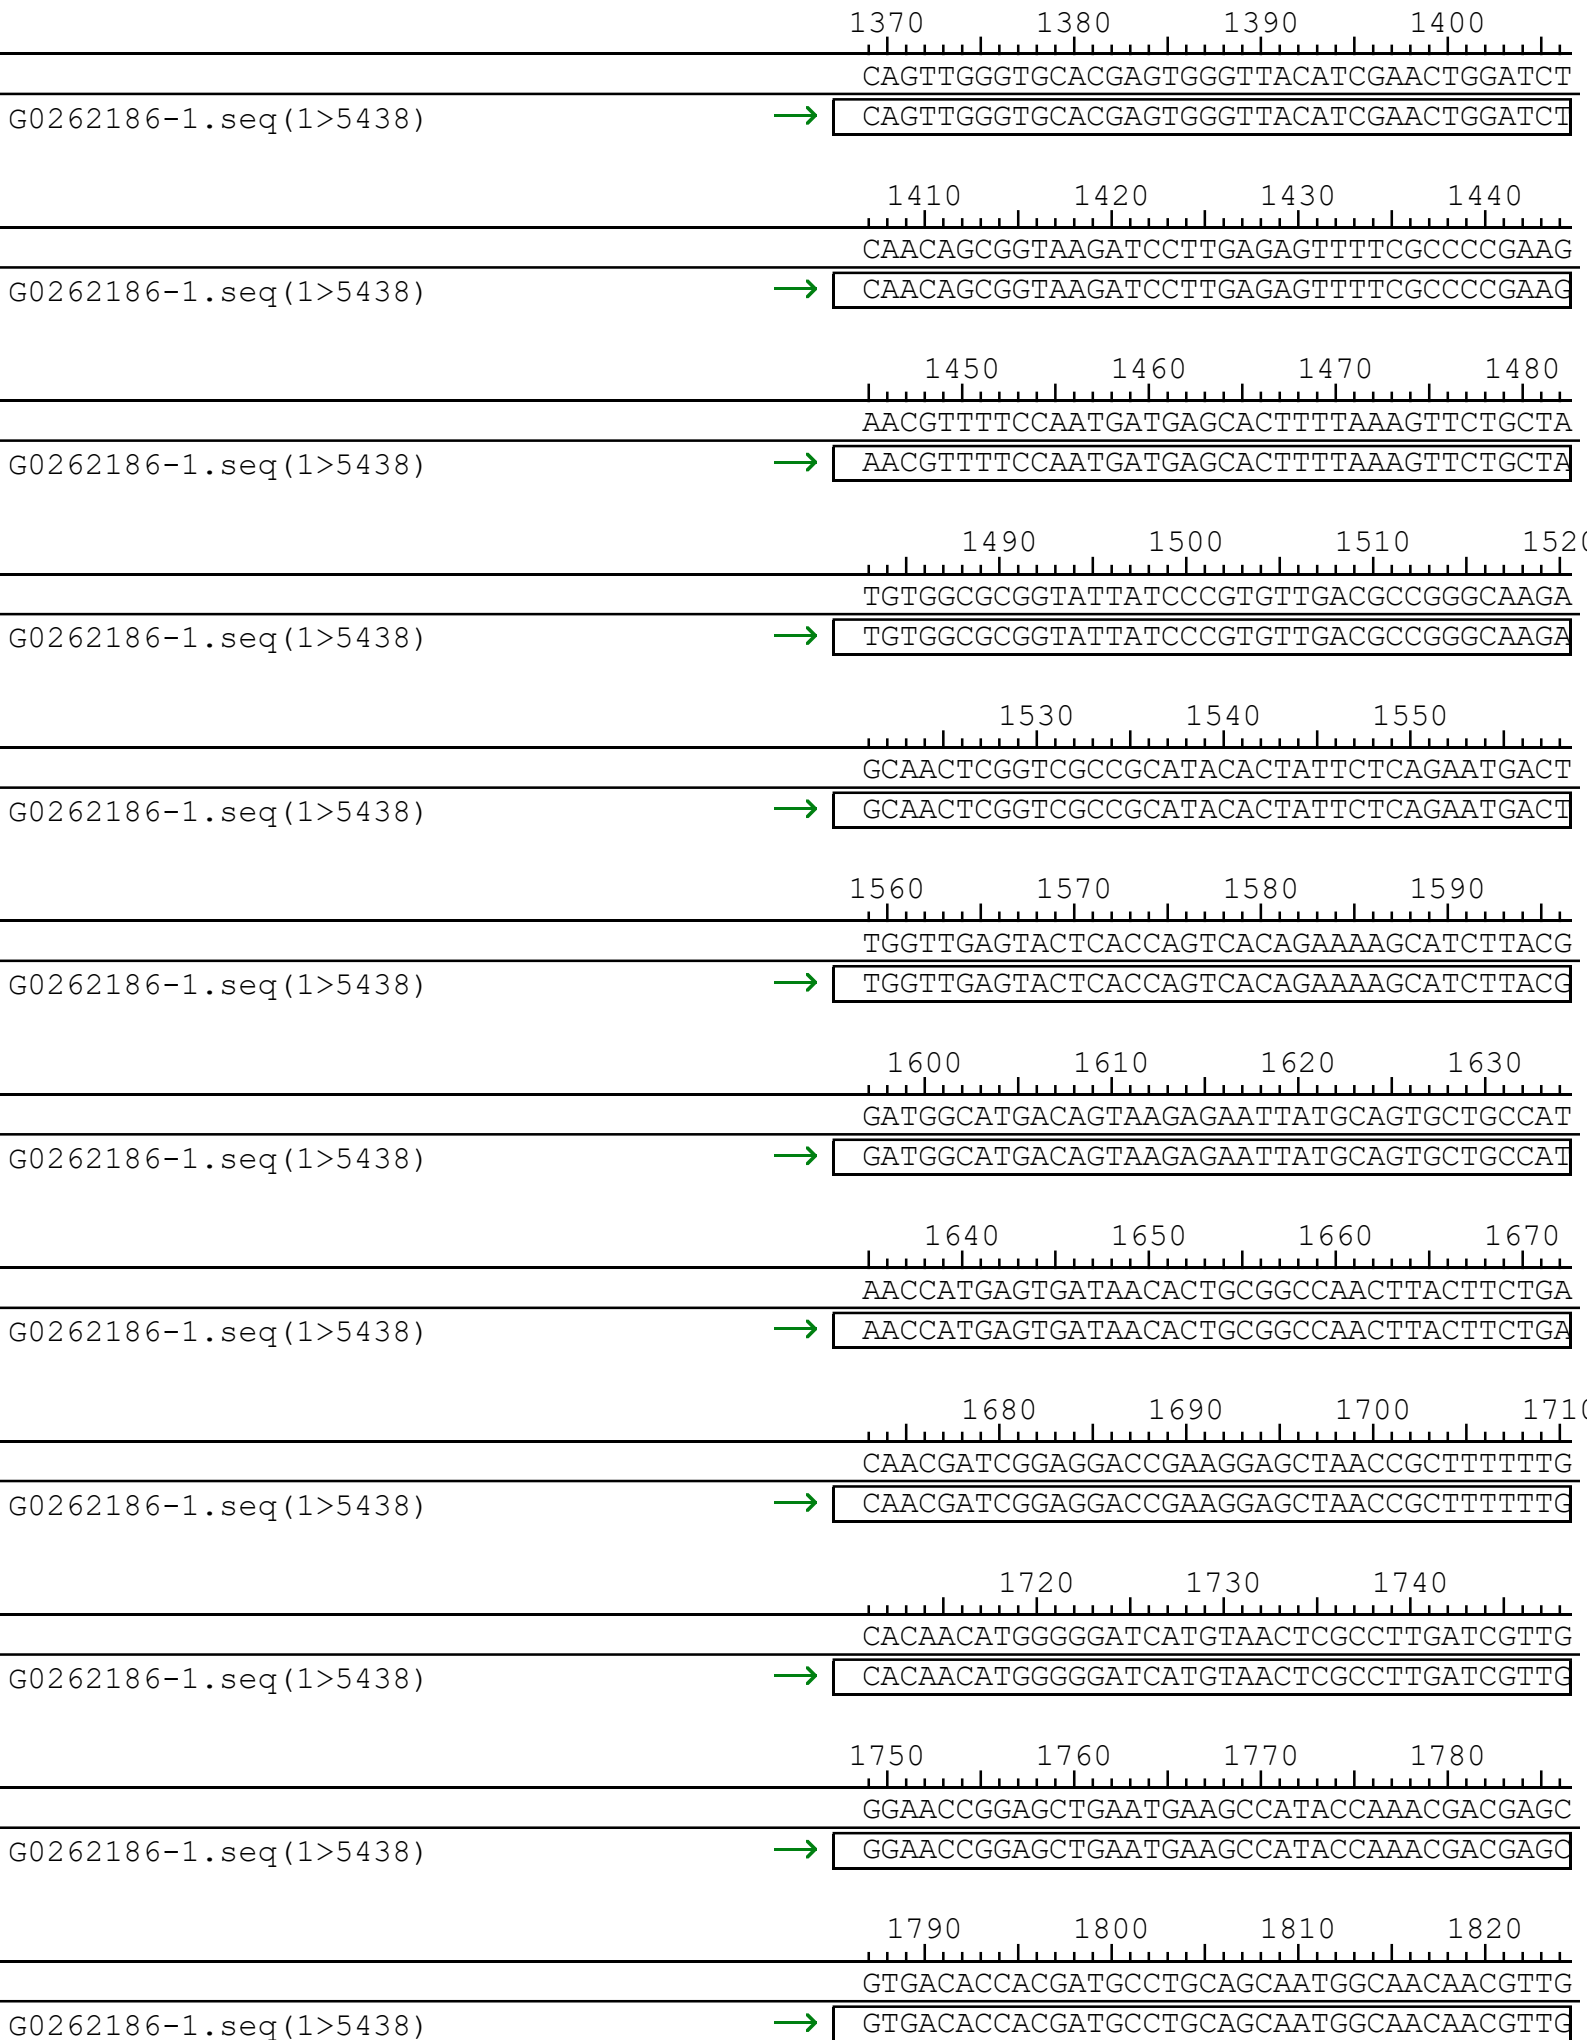 1370 1380 1390 1400
CAGTTGGGTGCACGAGTGGGTTACATCGAACTGGATCT
G0262186-1.seq(1>5438) → CAGTTGGGTGCACGAGTGGGTTACATCGAACTGGATCT
1410 1420 1430 1440
CAACAGCGGTAAGATCCTTGAGAGTTTTCGCCCCGAAG
G0262186-1.seq(1>5438) → CAACAGCGGTAAGATCCTTGAGAGTTTTCGCCCCGAAG
1450 1460 1470 1480
AACGTTTTCCAATGATGAGCACTTTTAAAGTTCTGCTA
G0262186-1.seq(1>5438) → AACGTTTTCCAATGATGAGCACTTTTAAAGTTCTGCTA
1490 1500 1510 1520
TGTGGCGCGGTATTATCCCGTGTTGACGCCGGGCAAGA
G0262186-1.seq(1>5438) → TGTGGCGCGGTATTATCCCGTGTTGACGCCGGGCAAGA
1530 1540 1550
GCAACTCGGTCGCCGCATACACTATTCTCAGAATGACT
G0262186-1.seq(1>5438) → GCAACTCGGTCGCCGCATACACTATTCTCAGAATGACT
1560 1570 1580 1590
TGGTTGAGTACTCACCAGTCACAGAAAAGCATCTTACG
G0262186-1.seq(1>5438) → TGGTTGAGTACTCACCAGTCACAGAAAAGCATCTTACG
1600 1610 1620 1630
GATGGCATGACAGTAAGAGAATTATGCAGTGCTGCCAT
G0262186-1.seq(1>5438) → GATGGCATGACAGTAAGAGAATTATGCAGTGCTGCCAT
1640 1650 1660 1670
AACCATGAGTGATAACACTGCGGCCAACTTACTTCTGA
G0262186-1.seq(1>5438) → AACCATGAGTGATAACACTGCGGCCAACTTACTTCTGA
1680 1690 1700 1710
CAACGATCGGAGGACCGAAGGAGCTAACCGCTTTTTTG
G0262186-1.seq(1>5438) → CAACGATCGGAGGACCGAAGGAGCTAACCGCTTTTTTG
1720 1730 1740
CACAACATGGGGGATCATGTAACTCGCCTTGATCGTTG
G0262186-1.seq(1>5438) → CACAACATGGGGGATCATGTAACTCGCCTTGATCGTTG
1750 1760 1770 1780
GGAACCGGAGCTGAATGAAGCCATACCAAACGACGAGC
G0262186-1.seq(1>5438) → GGAACCGGAGCTGAATGAAGCCATACCAAACGACGAGC
1790 1800 1810 1820
GTGACACCACGATGCCTGCAGCAATGGCAACAACGTTG
G0262186-1.seq(1>5438) → GTGACACCACGATGCCTGCAGCAATGGCAACAACGTTG